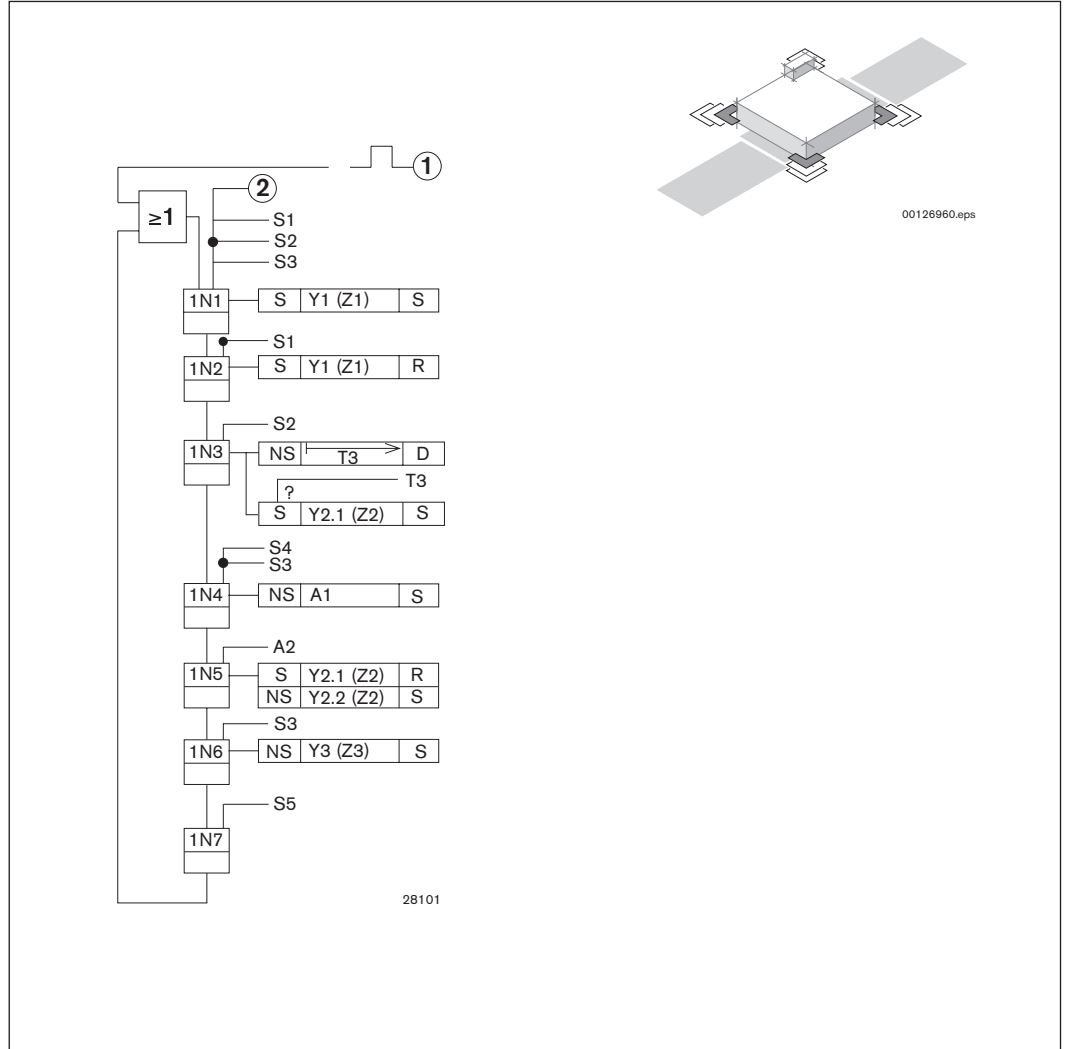 1
2
≥1
S1
S2
S3
1N1 S Y1 (Z1) S
S1
1N2 S Y1 (Z1) R
S2
1N3 NS T3 D
T3
?
S Y2.1 (Z2) S
S4
S3
1N4 NS A1 S
A2
1N5 S Y2.1 (Z2) R
NS Y2.2 (Z2) S
S3
1N6 NS Y3 (Z3) S
S5
1N7
28101
00126960.eps